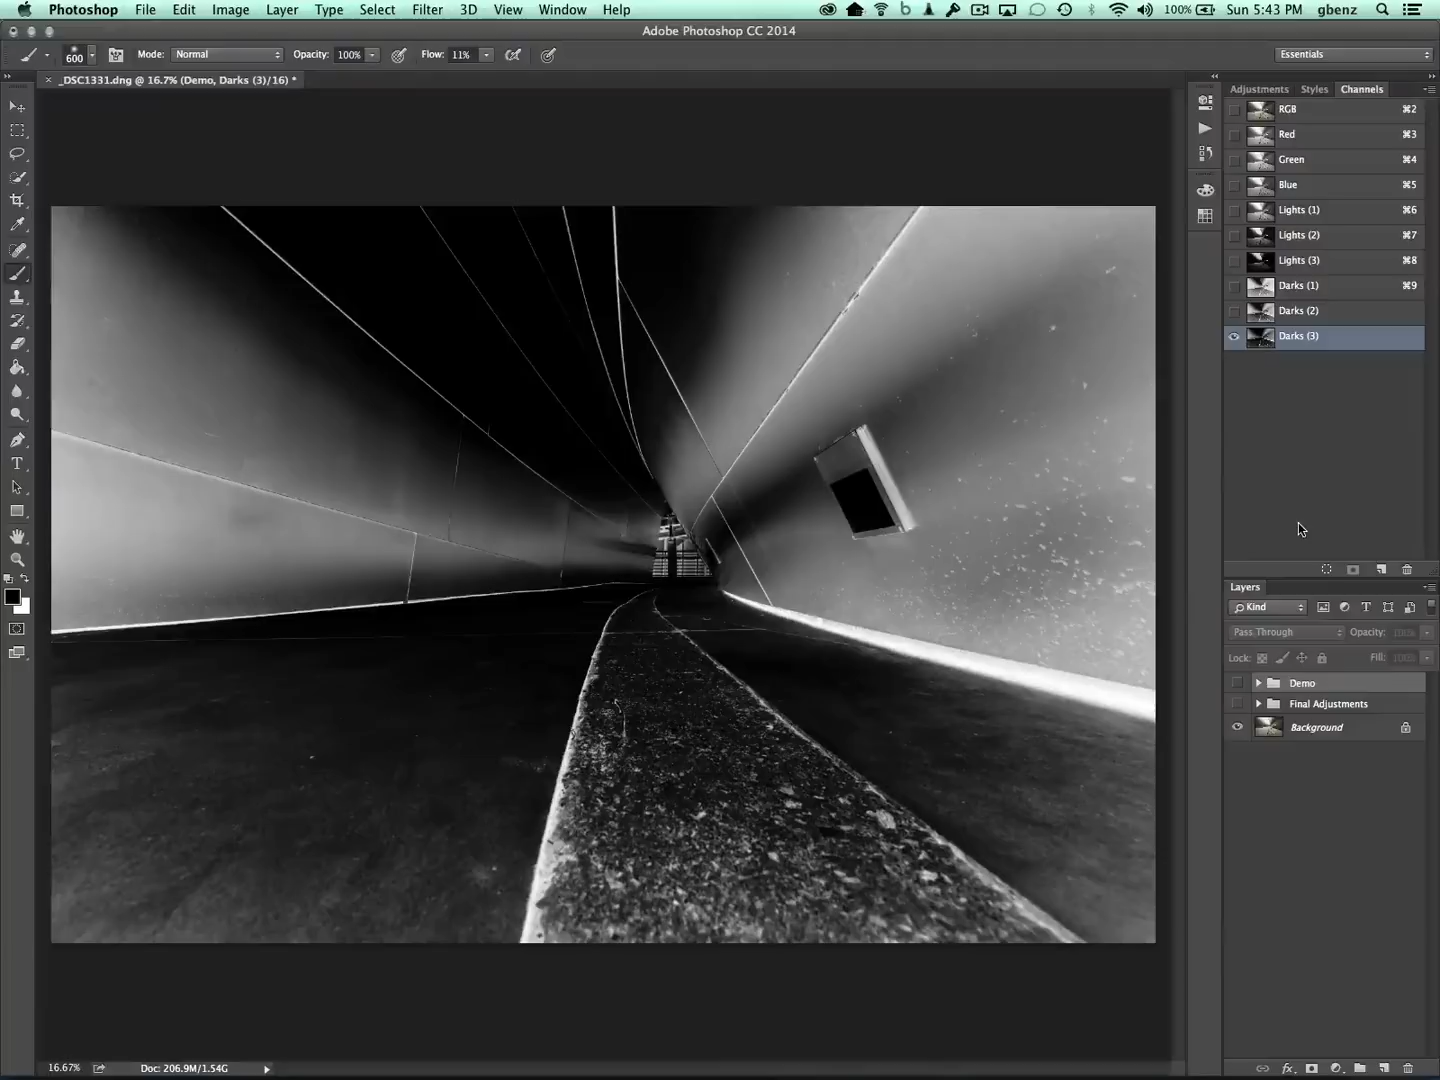 Photoshop File Edit Image Layer Type Select Filter 3D View Window Help 100% Sun 5:43 PM gbenz
Adobe Photoshop CC 2014
600 Mode: Normal Opacity: 100% Flow: 11% Essentials
× _DSC1331.dng @ 16.7% (Demo, Darks (3)/16) *
Adjustments Styles Channels
RGB ⌘2
Red ⌘3
Green ⌘4
Blue ⌘5
Lights (1) ⌘6
Lights (2) ⌘7
Lights (3) ⌘8
Darks (1) ⌘9
Darks (2)
Darks (3)
Layers
Kind
Pass Through Opacity: 100%
Lock: Fill: 100%
Demo
Final Adjustments
Background
16.67% Doc: 206.9M/1.54G